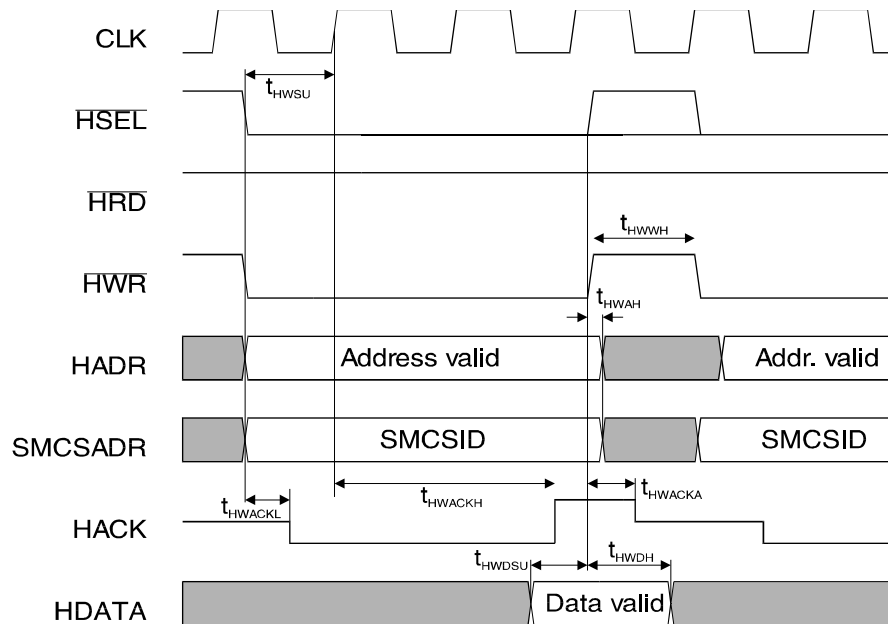 CLK
tHWSU
HSEL
HRD
tHWWH
HWR
tHWAH
HADR Address valid Addr. valid
SMCSADR SMCSID SMCSID
tHWACKL tHWACKH tHWACKA
HACK
tHWDSU tHWDH
HDATA Data valid